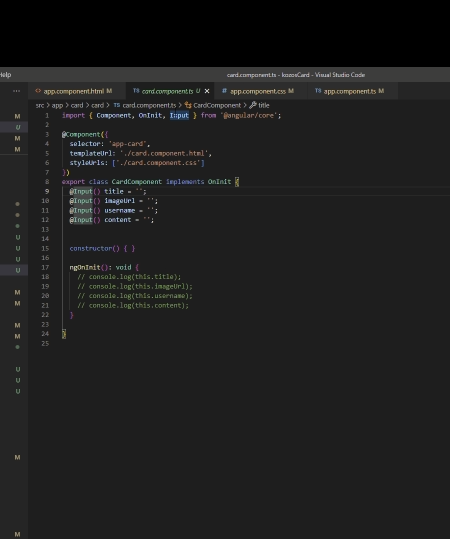 Help
card.component.ts - kozosCard - Visual Studio Code
··· <> app.component.html M TS card.component.ts U × # app.component.css M TS app.component.ts M
src > app > card > card > TS card.component.ts > CardComponent > title
M 1 import { Component, OnInit, Input } from '@angular/core';
U 2
M 3 @Component({
4 selector: 'app-card',
M 5 templateUrl: './card.component.html',
6 styleUrls: ['./card.component.css']
7 })
8 export class CardComponent implements OnInit {
9 @Input() title = '';
10 @Input() imageUrl = '';
11 @Input() username = '';
12 @Input() content = '';
U 13
U 14
U 15 constructor() { }
16
U 17 ngOnInit(): void {
18 // console.log(this.title);
M 19 // console.log(this.imageUrl);
M 20 // console.log(this.username);
21 // console.log(this.content);
M 22 }
M 23
24 }
25
U
U
U
M
M